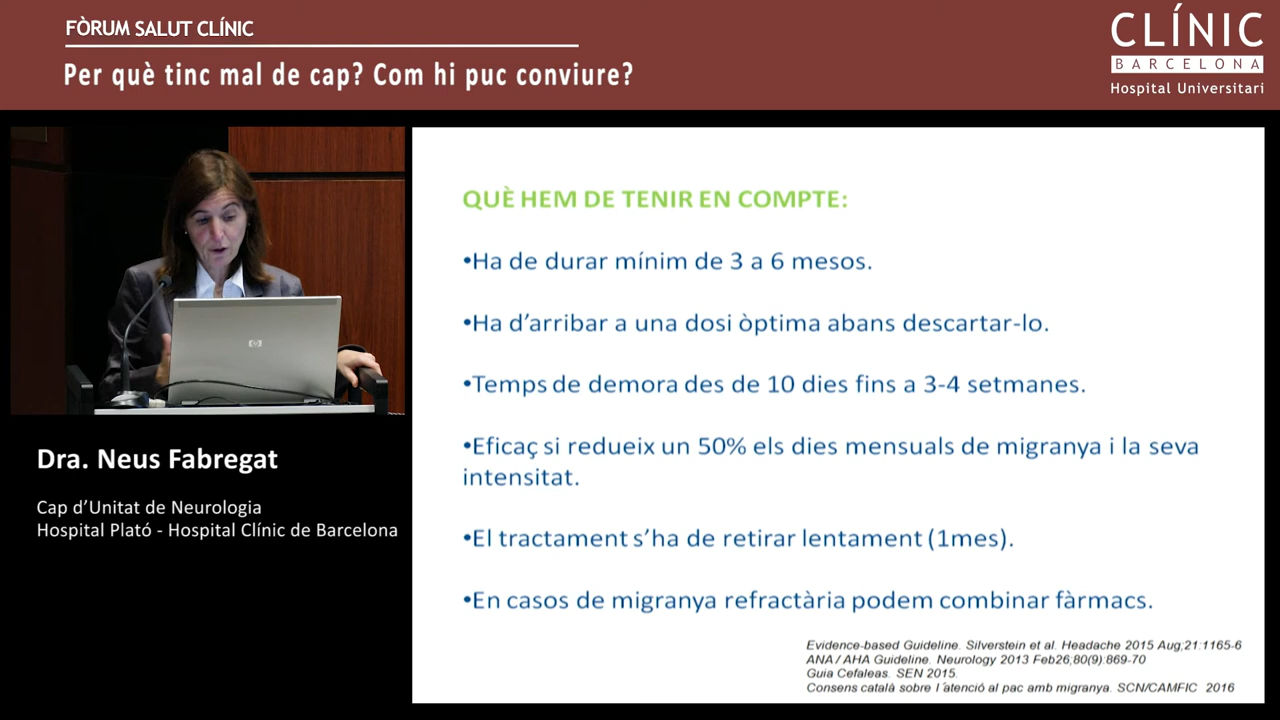 FÒRUM SALUT CLÍNIC
Per què tinc mal de cap? Com hi puc conviure?
CLÍNIC
BARCELONA
Hospital Universitari
QUÈ HEM DE TENIR EN COMPTE:
•Ha de durar mínim de 3 a 6 mesos.
•Ha d’arribar a una dosi òptima abans descartar-lo.
•Temps de demora des de 10 dies fins a 3-4 setmanes.
•Eficaç si redueix un 50% els dies mensuals de migranya i la seva
intensitat.
•El tractament s’ha de retirar lentament (1mes).
•En casos de migranya refractària podem combinar fàrmacs.
Evidence-based Guideline. Silverstein et al. Headache 2015 Aug;21:1165-6
ANA / AHA Guideline. Neurology 2013 Feb26;80(9):869-70
Guia Cefaleas. SEN 2015.
Consens català sobre l´atenció al pac amb migranya. SCN/CAMFIC 2016
hp
Dra. Neus Fabregat
Cap d’Unitat de Neurologia
Hospital Plató - Hospital Clínic de Barcelona